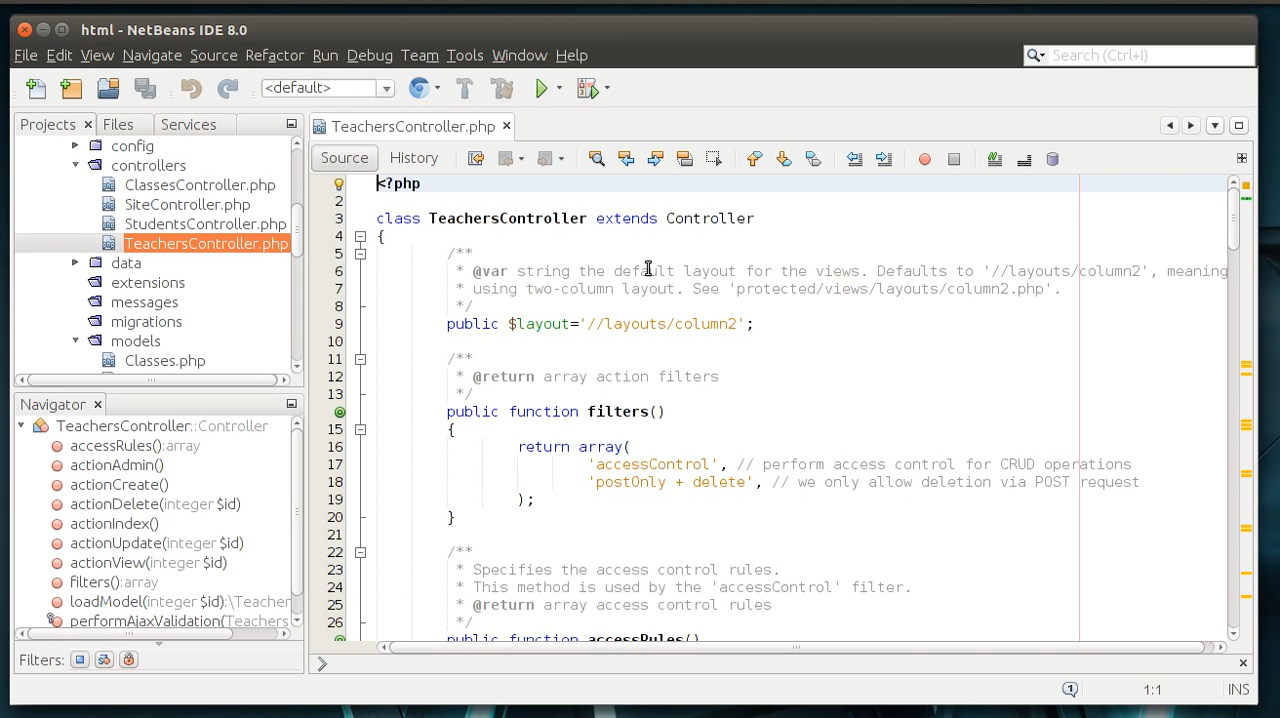 html - NetBeans IDE 8.0
File Edit View Navigate Source Refactor Run Debug Team Tools Window Help
Search (Ctrl+I)
<default>
Projects Files Services
config
controllers
ClassesController.php
SiteController.php
StudentsController.php
TeachersController.php
data
extensions
messages
migrations
models
Classes.php
Navigator
TeachersController::Controller
accessRules():array
actionAdmin()
actionCreate()
actionDelete(integer $id)
actionIndex()
actionUpdate(integer $id)
actionView(integer $id)
filters():array
loadModel(integer $id):\Teacher
performAjaxValidation(Teachers
Filters:
TeachersController.php
Source History
1 <?php
2
3 class TeachersController extends Controller
4 {
5 /**
6 * @var string the default layout for the views. Defaults to '//layouts/column2', meaning
7 * using two-column layout. See 'protected/views/layouts/column2.php'.
8 */
9 public $layout='//layouts/column2';
10
11 /**
12 * @return array action filters
13 */
public function filters()
15 {
16 return array(
17 'accessControl', // perform access control for CRUD operations
18 'postOnly + delete', // we only allow deletion via POST request
19 );
20 }
21
22 /**
23 * Specifies the access control rules.
24 * This method is used by the 'accessControl' filter.
25 * @return array access control rules
26 */
public function accessRules()
1 1:1 INS